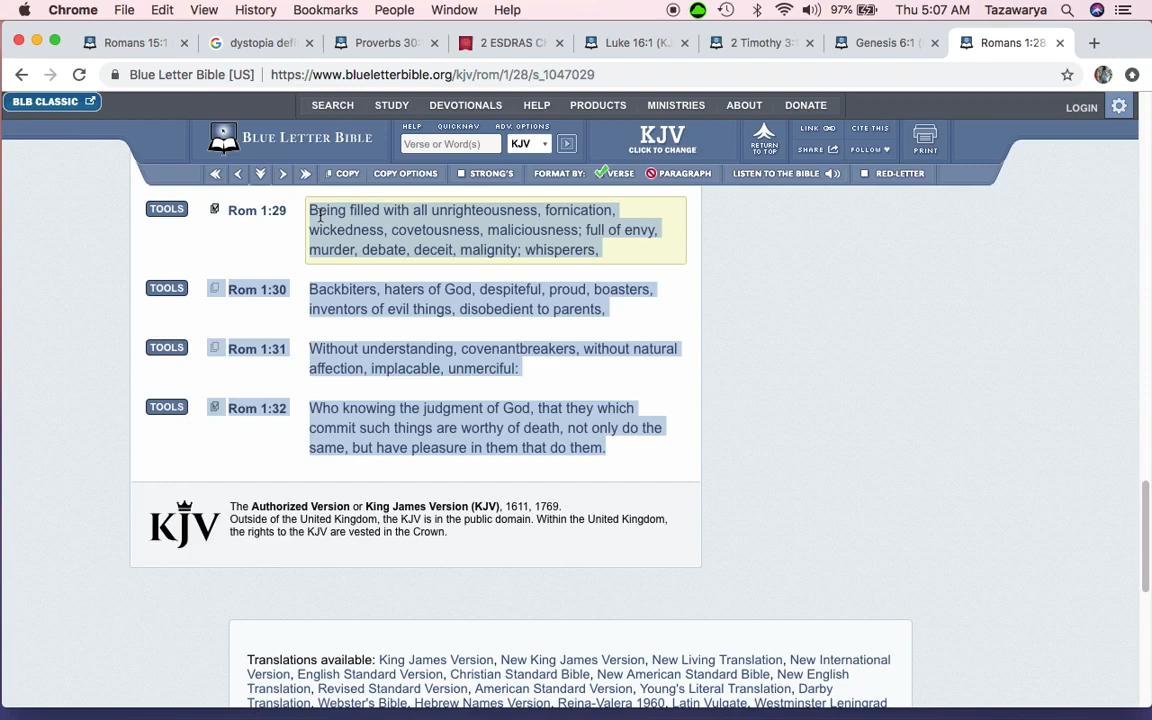 Chrome File Edit View History Bookmarks People Window Help 97% Thu 5:07 AM Tazawarya
Romans 15:1 dystopia defi Proverbs 30: 2 ESDRAS C Luke 16:1 (K 2 Timothy 3: Genesis 6:1 ( Romans 1:28
Blue Letter Bible [US] https://www.blueletterbible.org/kjv/rom/1/28/s_1047029
BLB CLASSIC SEARCH STUDY DEVOTIONALS HELP PRODUCTS MINISTRIES ABOUT DONATE LOGIN
HELP QUICKNAV ADV. OPTIONS
BLUE LETTER BIBLE Verse or Word(s) KJV
KJV
CLICK TO CHANGE
RETURN TO TOP
LINK CITE THIS
SHARE FOLLOW
PRINT
COPY COPY OPTIONS STRONG'S FORMAT BY: VERSE PARAGRAPH LISTEN TO THE BIBLE RED-LETTER
TOOLS Rom 1:29 Being filled with all unrighteousness, fornication,
wickedness, covetousness, maliciousness; full of envy,
murder, debate, deceit, malignity; whisperers,
TOOLS Rom 1:30 Backbiters, haters of God, despiteful, proud, boasters,
inventors of evil things, disobedient to parents,
TOOLS Rom 1:31 Without understanding, covenantbreakers, without natural
affection, implacable, unmerciful:
TOOLS Rom 1:32 Who knowing the judgment of God, that they which
commit such things are worthy of death, not only do the
same, but have pleasure in them that do them.
KJV
The Authorized Version or King James Version (KJV), 1611, 1769.
Outside of the United Kingdom, the KJV is in the public domain. Within the United Kingdom,
the rights to the KJV are vested in the Crown.
Translations available: King James Version, New King James Version, New Living Translation, New International
Version, English Standard Version, Christian Standard Bible, New American Standard Bible, New English
Translation, Revised Standard Version, American Standard Version, Young's Literal Translation, Darby
Translation, Webster's Bible, Hebrew Names Version, Reina-Valera 1960, Latin Vulgate, Westminster Leningrad